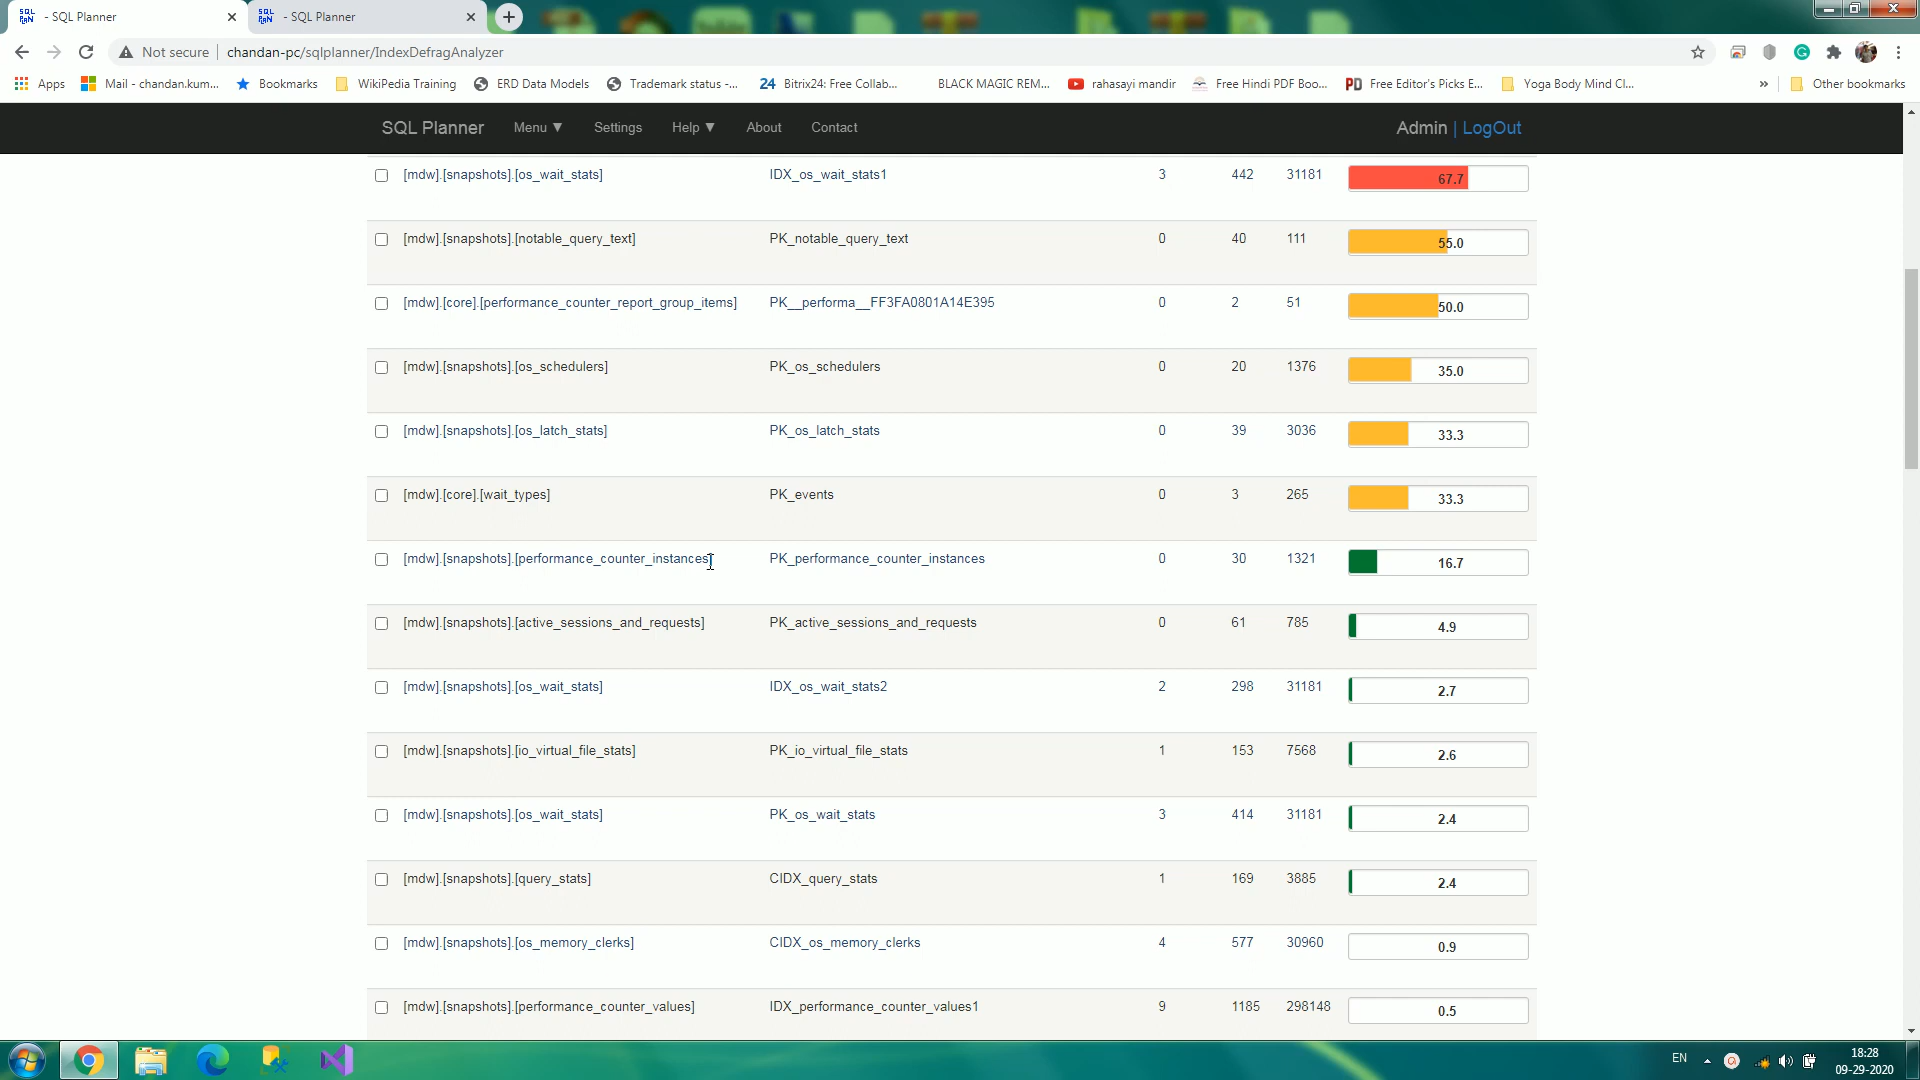 - SQL Planner
- SQL Planner
Not secure
chandan-pc/sqlplanner/IndexDefragAnalyzer
Apps
Mail - chandan.kum...
Bookmarks
WikiPedia Training
ERD Data Models
Trademark status -...
24 Bitrix24: Free Collab...
BLACK MAGIC REM...
rahasayi mandir
Free Hindi PDF Boo...
PD Free Editor's Picks E...
Yoga Body Mind Cl...
»
Other bookmarks
SQL Planner Menu ▼ Settings Help ▼ About Contact Admin | LogOut
[mdw].[snapshots].[os_wait_stats] IDX_os_wait_stats1 3 442 31181 67.7
[mdw].[snapshots].[notable_query_text] PK_notable_query_text 0 40 111 55.0
[mdw].[core].[performance_counter_report_group_items] PK__performa__FF3FA0801A14E395 0 2 51 50.0
[mdw].[snapshots].[os_schedulers] PK_os_schedulers 0 20 1376 35.0
[mdw].[snapshots].[os_latch_stats] PK_os_latch_stats 0 39 3036 33.3
[mdw].[core].[wait_types] PK_events 0 3 265 33.3
[mdw].[snapshots].[performance_counter_instances] PK_performance_counter_instances 0 30 1321 16.7
[mdw].[snapshots].[active_sessions_and_requests] PK_active_sessions_and_requests 0 61 785 4.9
[mdw].[snapshots].[os_wait_stats] IDX_os_wait_stats2 2 298 31181 2.7
[mdw].[snapshots].[io_virtual_file_stats] PK_io_virtual_file_stats 1 153 7568 2.6
[mdw].[snapshots].[os_wait_stats] PK_os_wait_stats 3 414 31181 2.4
[mdw].[snapshots].[query_stats] CIDX_query_stats 1 169 3885 2.4
[mdw].[snapshots].[os_memory_clerks] CIDX_os_memory_clerks 4 577 30960 0.9
[mdw].[snapshots].[performance_counter_values] IDX_performance_counter_values1 9 1185 298148 0.5
EN
18:28
09-29-2020